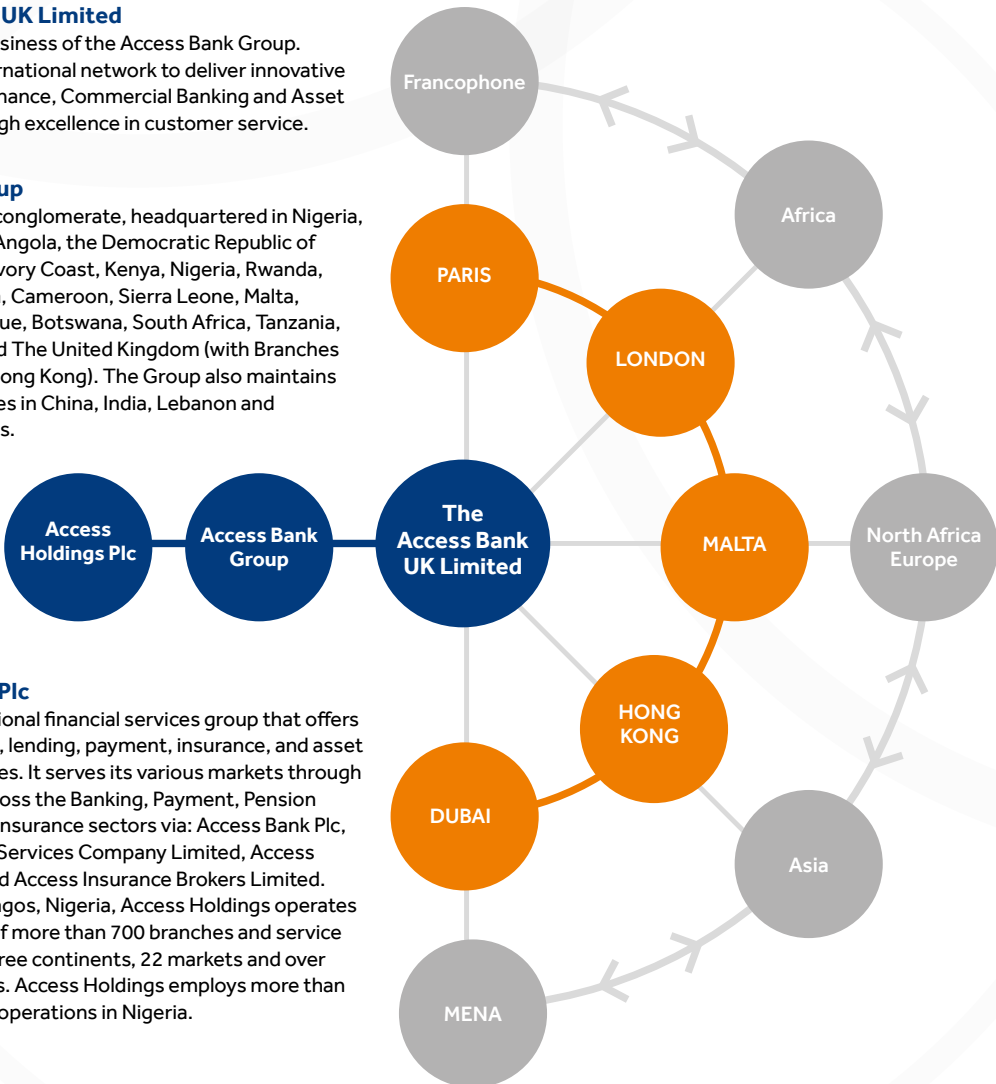 UK Limited
siness of the Access Bank Group.
rnational network to deliver innovative
nance, Commercial Banking and Asset
gh excellence in customer service.
up
conglomerate, headquartered in Nigeria,
Angola, the Democratic Republic of
vory Coast, Kenya, Nigeria, Rwanda,
, Cameroon, Sierra Leone, Malta,
ue, Botswana, South Africa, Tanzania,
d The United Kingdom (with Branches
ong Kong). The Group also maintains
es in China, India, Lebanon and
s.
Plc
ional financial services group that offers
, lending, payment, insurance, and asset
es. It serves its various markets through
oss the Banking, Payment, Pension
insurance sectors via: Access Bank Plc,
Services Company Limited, Access
d Access Insurance Brokers Limited.
agos, Nigeria, Access Holdings operates
f more than 700 branches and service
ree continents, 22 markets and over
s. Access Holdings employs more than
operations in Nigeria.
Francophone
Africa
PARIS
LONDON
Access
Holdings Plc
Access Bank
Group
The
Access Bank
UK Limited
MALTA
North Africa
Europe
HONG
KONG
DUBAI
Asia
MENA